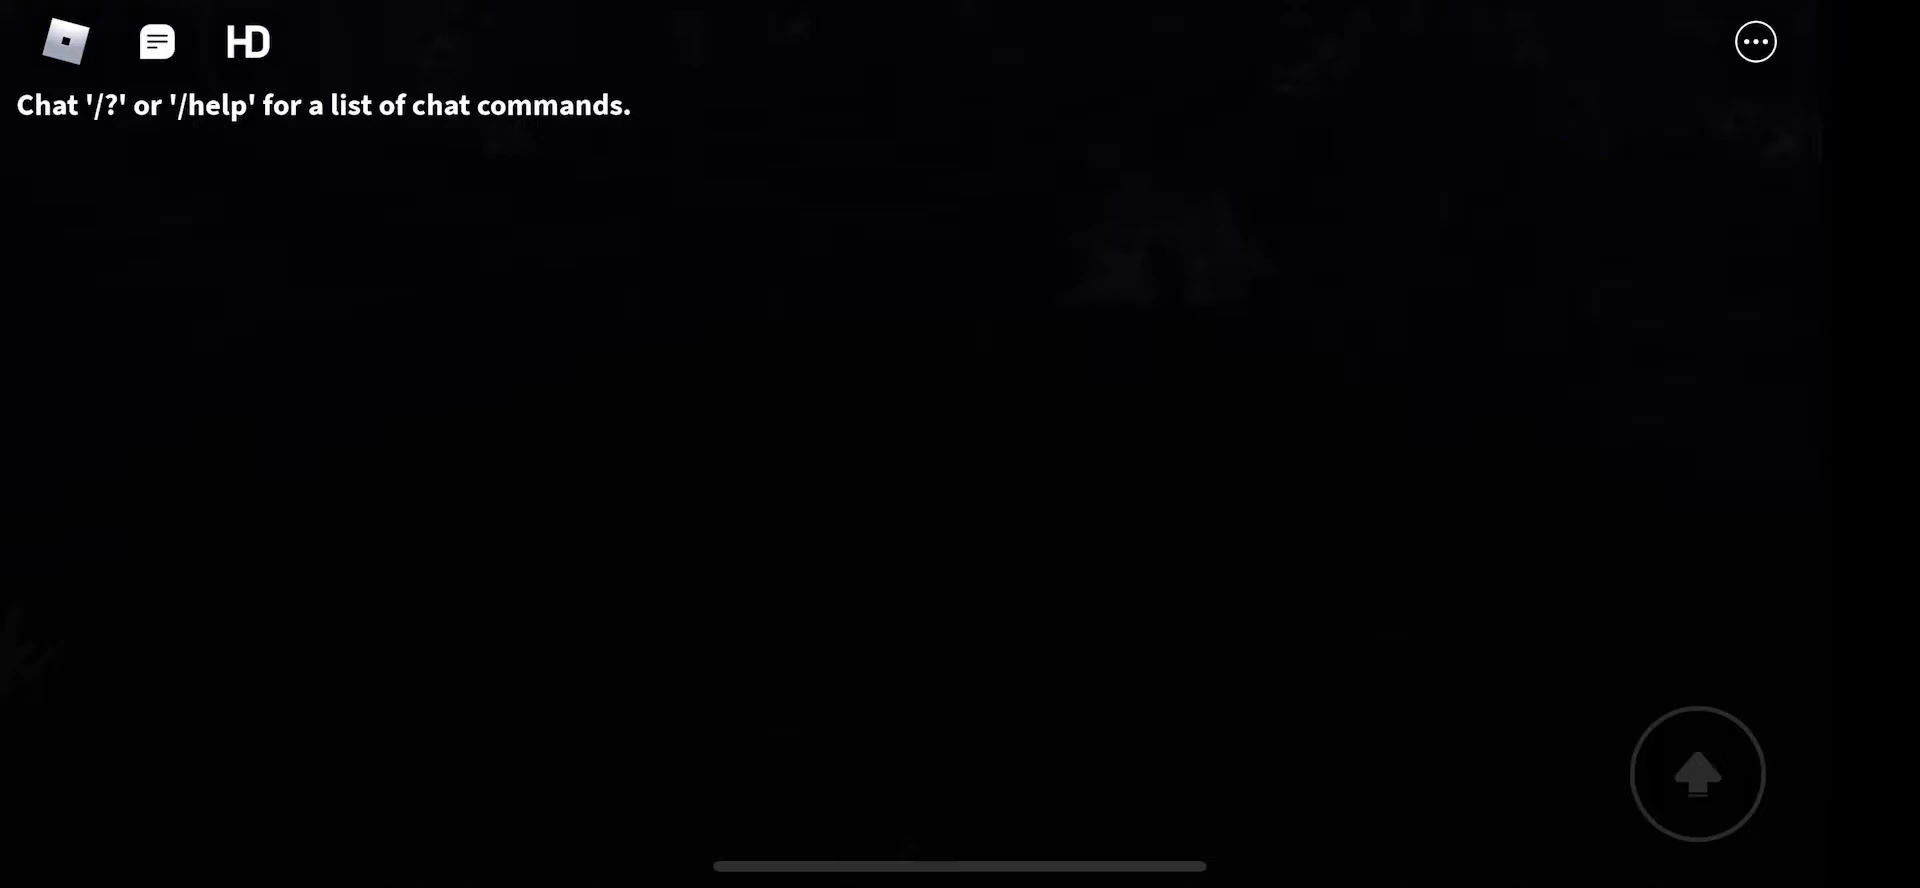 HD
Chat '/?' or '/help' for a list of chat commands.